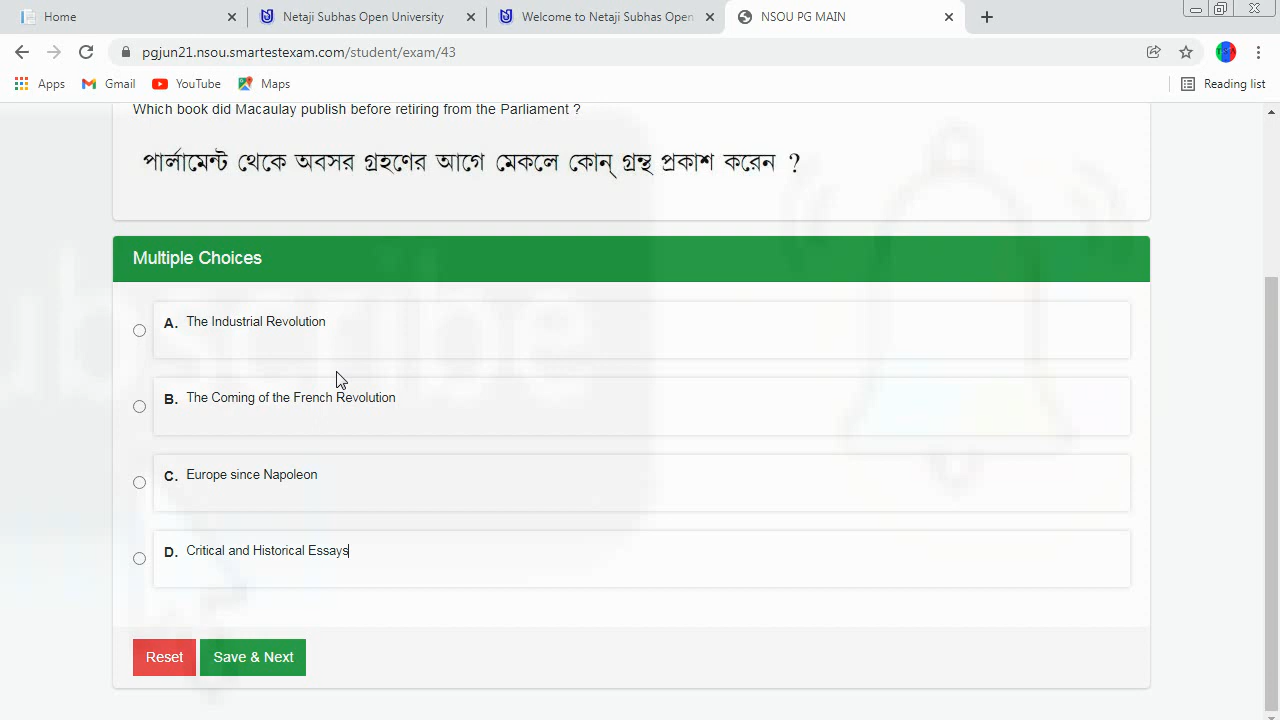 Home
Netaji Subhas Open University
Welcome to Netaji Subhas Open
NSOU PG MAIN
pgjun21.nsou.smartestexam.com/student/exam/43
Apps
Gmail
YouTube
Maps
Reading list
Which book did Macaulay publish before retiring from the Parliament ?
পার্লামেন্ট থেকে অবসর গ্রহণের আগে মেকলে কোন্ গ্রন্থ প্রকাশ করেন ?
Multiple Choices
A. The Industrial Revolution
B. The Coming of the French Revolution
C. Europe since Napoleon
D. Critical and Historical Essays
Reset
Save & Next
ubscribe